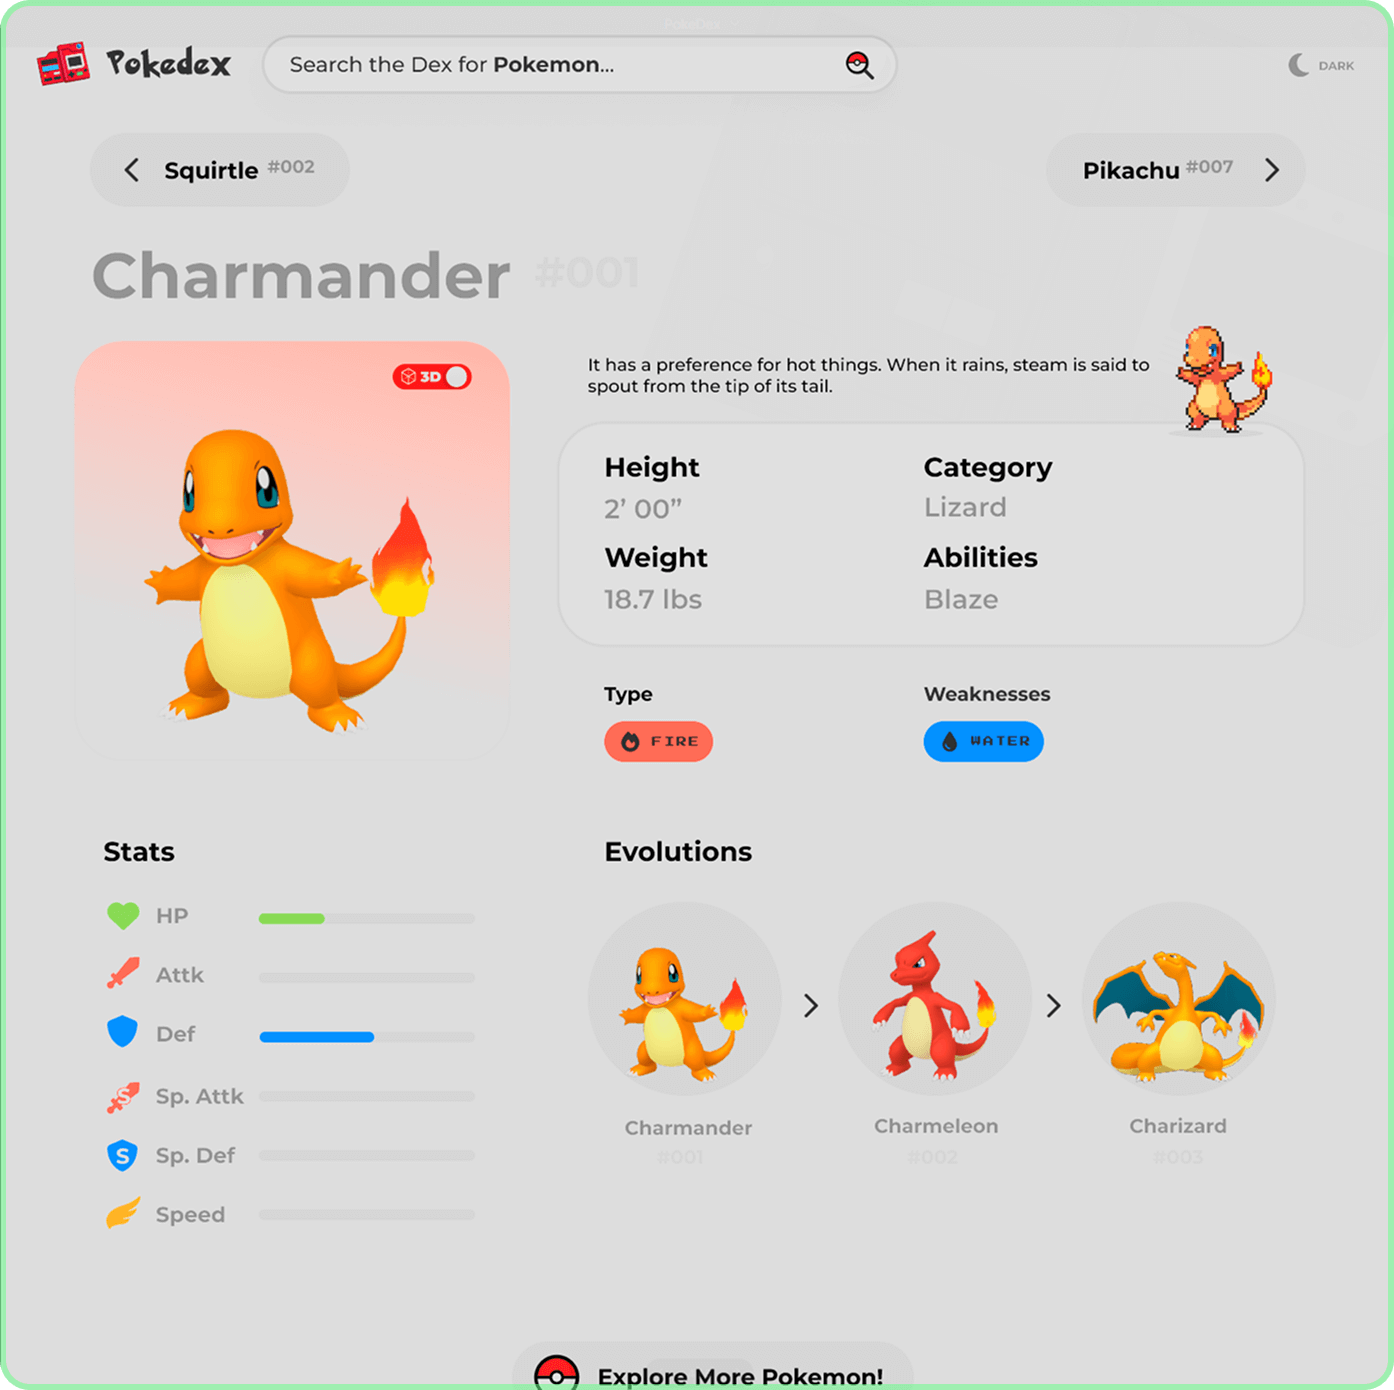 PokeDex
Pokedex
Search the Dex for Pokemon...
DARK
Squirtle #002
Pikachu #007
Charmander #001
3D
It has a preference for hot things. When it rains, steam is said to
spout from the tip of its tail.
Height
2’ 00”
Category
Lizard
Weight
18.7 lbs
Abilities
Blaze
Type
FIRE
Weaknesses
WATER
Stats
HP
Attk
Def
S Sp. Attk
S Sp. Def
Speed
Evolutions
Charmander
#001
Charmeleon
#002
Charizard
#003
Explore More Pokemon!